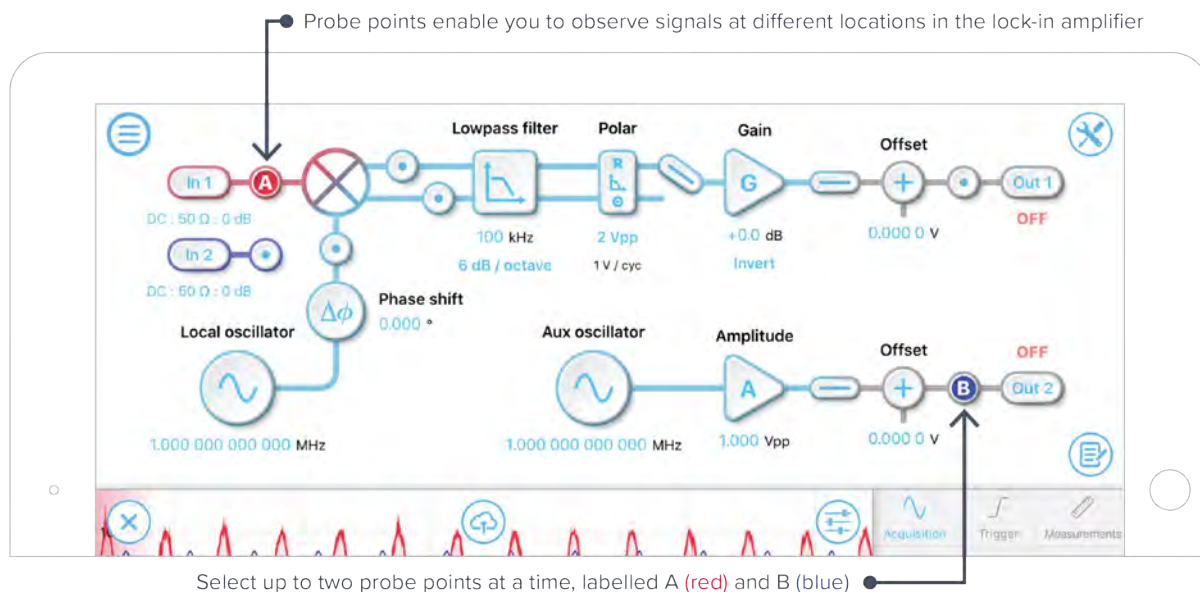 Probe points enable you to observe signals at different locations in the lock-in amplifier
Lowpass filter
Polar
Gain
Offset
In 1
A
R
Θ
G
Out 1
DC : 50 Ω : 0 dB
100 kHz
2 Vpp
+0.0 dB
0.000 0 V
OFF
In 2
6 dB / octave
1 V / cyc
Invert
DC : 50 Ω : 0 dB
Δϕ
Phase shift
0.000 °
Local oscillator
Aux oscillator
Amplitude
Offset
OFF
A
B
Out 2
1.000 000 000 000 MHz
1.000 000 000 000 MHz
1.000 Vpp
0.000 0 V
Acquisition
Trigger
Measurements
Select up to two probe points at a time, labelled A (red) and B (blue)